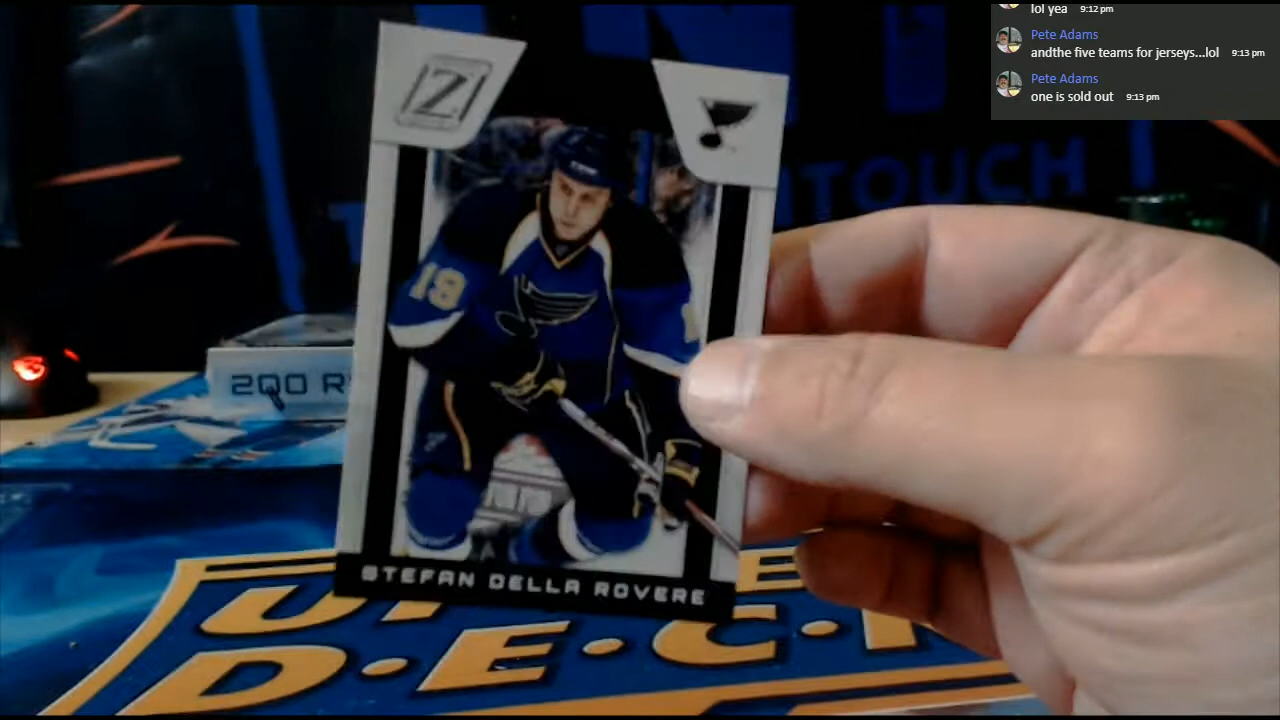 lol yea 9:12 pm
Pete Adams
andthe five teams for jerseys...lol 9:13 pm
Pete Adams
one is sold out 9:13 pm
Z
NTOUCH
19
200 R
STEFAN DELLA ROVERE
D·E·C·